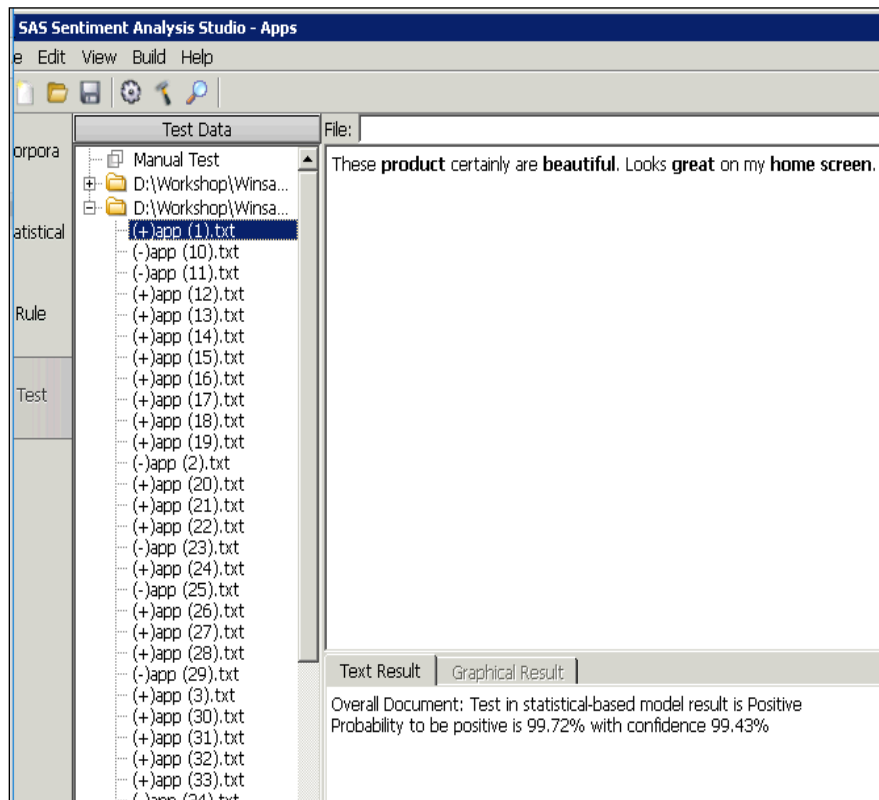 SAS Sentiment Analysis Studio - Apps
e Edit View Build Help
Test Data
File:
orpora
atistical
Rule
Test
Manual Test
D:\Workshop\Winsa...
D:\Workshop\Winsa...
(+)app (1).txt
(-)app (10).txt
(-)app (11).txt
(+)app (12).txt
(+)app (13).txt
(+)app (14).txt
(+)app (15).txt
(+)app (16).txt
(+)app (17).txt
(+)app (18).txt
(+)app (19).txt
(-)app (2).txt
(+)app (20).txt
(+)app (21).txt
(+)app (22).txt
(-)app (23).txt
(+)app (24).txt
(-)app (25).txt
(+)app (26).txt
(+)app (27).txt
(+)app (28).txt
(-)app (29).txt
(+)app (3).txt
(+)app (30).txt
(+)app (31).txt
(+)app (32).txt
(+)app (33).txt
(-)app (34).txt
These product certainly are beautiful. Looks great on my home screen.
Text Result Graphical Result
Overall Document: Test in statistical-based model result is Positive
Probability to be positive is 99.72% with confidence 99.43%